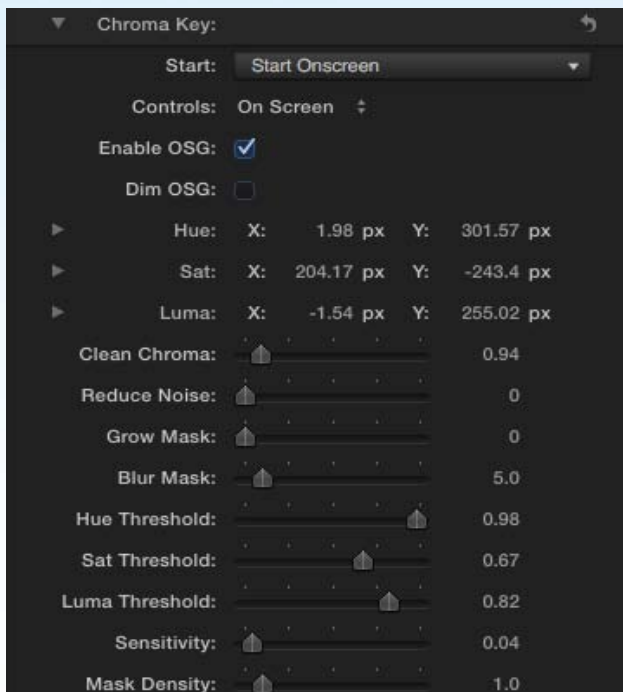 Chroma Key:
Start: Start Onscreen
Controls: On Screen
Enable OSG:
Dim OSG:
Hue: X: 1.98 px Y: 301.57 px
Sat: X: 204.17 px Y: -243.4 px
Luma: X: -1.54 px Y: 255.02 px
Clean Chroma: 0.94
Reduce Noise: 0
Grow Mask: 0
Blur Mask: 5.0
Hue Threshold: 0.98
Sat Threshold: 0.67
Luma Threshold: 0.82
Sensitivity: 0.04
Mask Density: 1.0